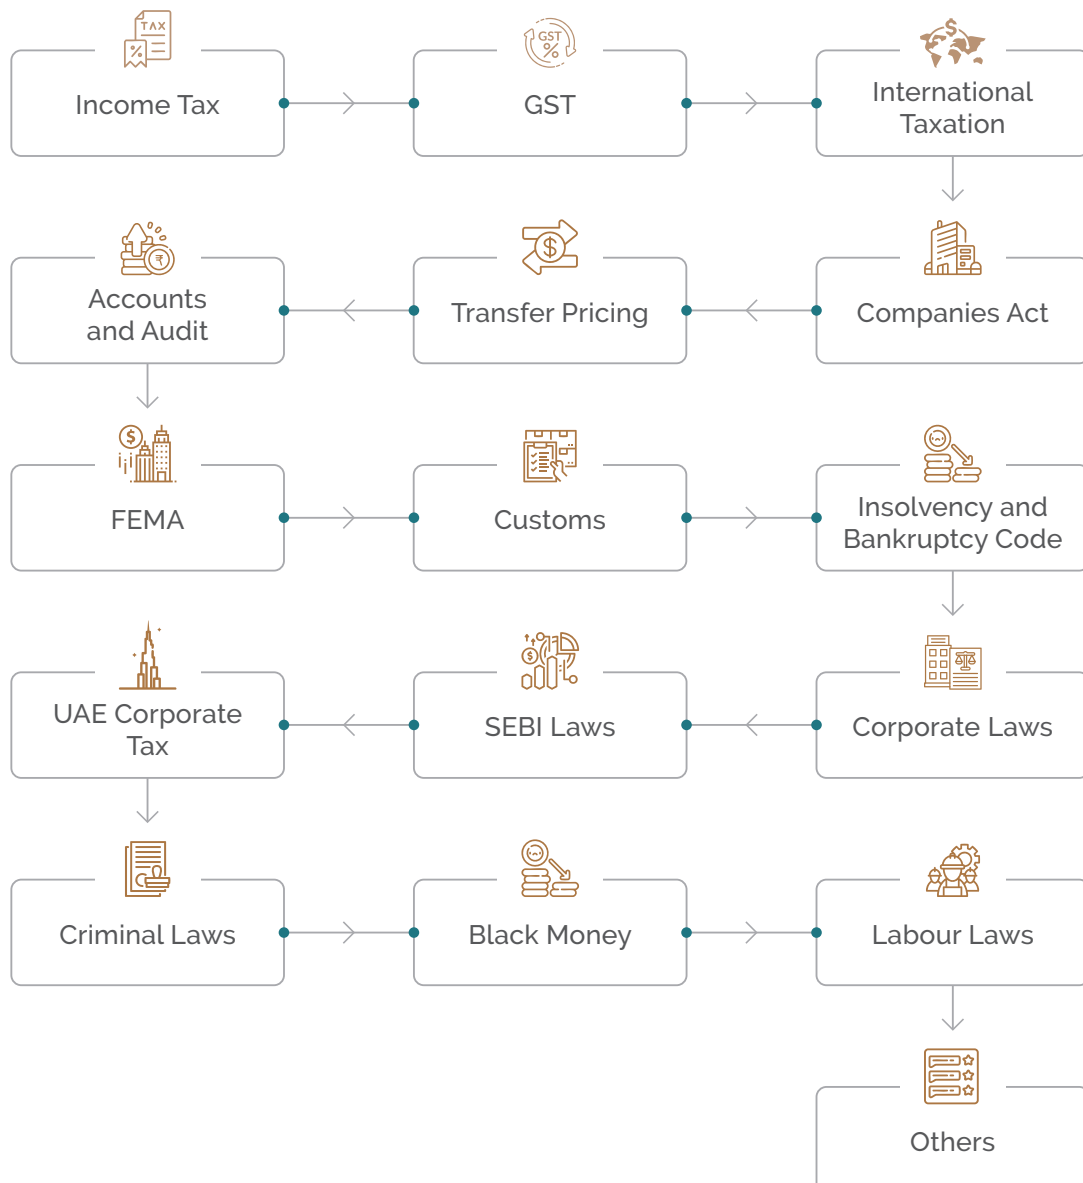 TAX
%
Income Tax
GST
%
GST
$
International
Taxation
₹
Accounts
and Audit
$
Transfer Pricing
Companies Act
$
FEMA
Customs
Insolvency and
Bankruptcy Code
UAE Corporate
Tax
$
SEBI Laws
Corporate Laws
Criminal Laws
Black Money
Labour Laws
Others